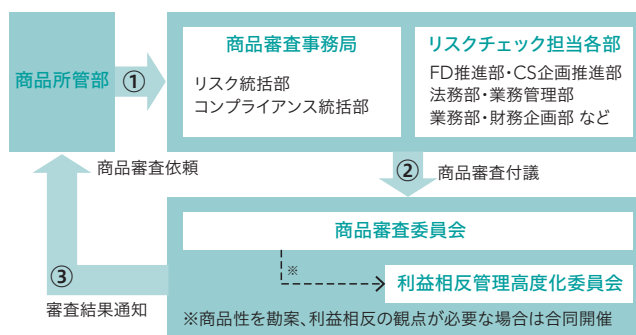 商品所管部
①
商品審査事務局
リスク統括部
コンプライアンス統括部
リスクチェック担当各部
FD推進部・CS企画推進部
法務部・業務管理部
業務部・財務企画部 など
商品審査依頼
②
商品審査付議
商品審査委員会
※
利益相反管理高度化委員会
③
審査結果通知
※商品性を勘案、利益相反の観点が必要な場合は合同開催